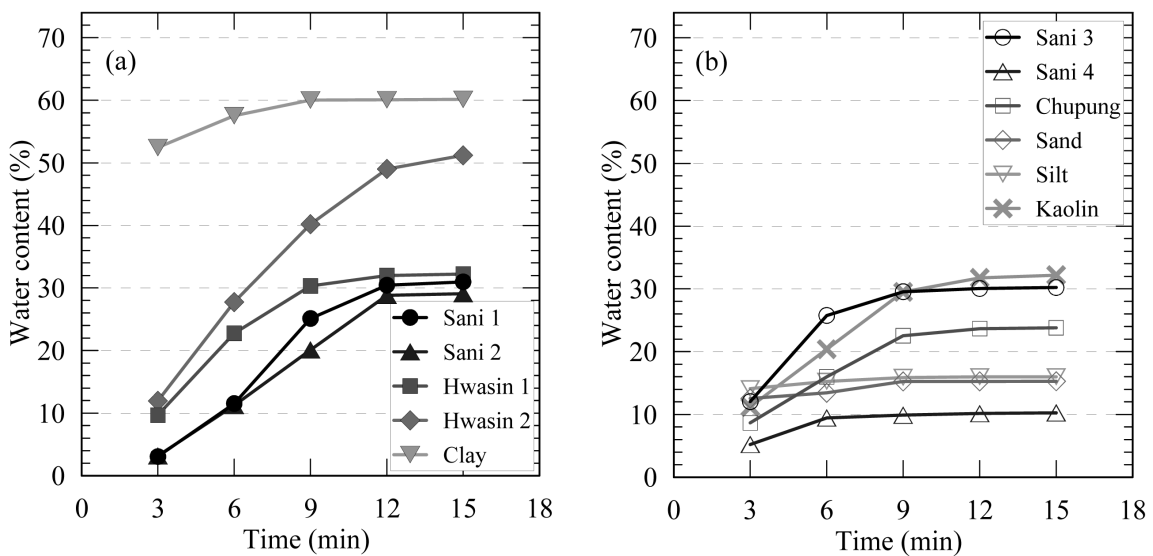 (a)
Water content (%)
70
60
50
40
30
20
10
0
0 3 6 9 12 15 18
Time (min)
Sani 1
Sani 2
Hwasin 1
Hwasin 2
Clay
(b)
Water content (%)
70
60
50
40
30
20
10
0
0 3 6 9 12 15 18
Time (min)
Sani 3
Sani 4
Chupung
Sand
Silt
Kaolin